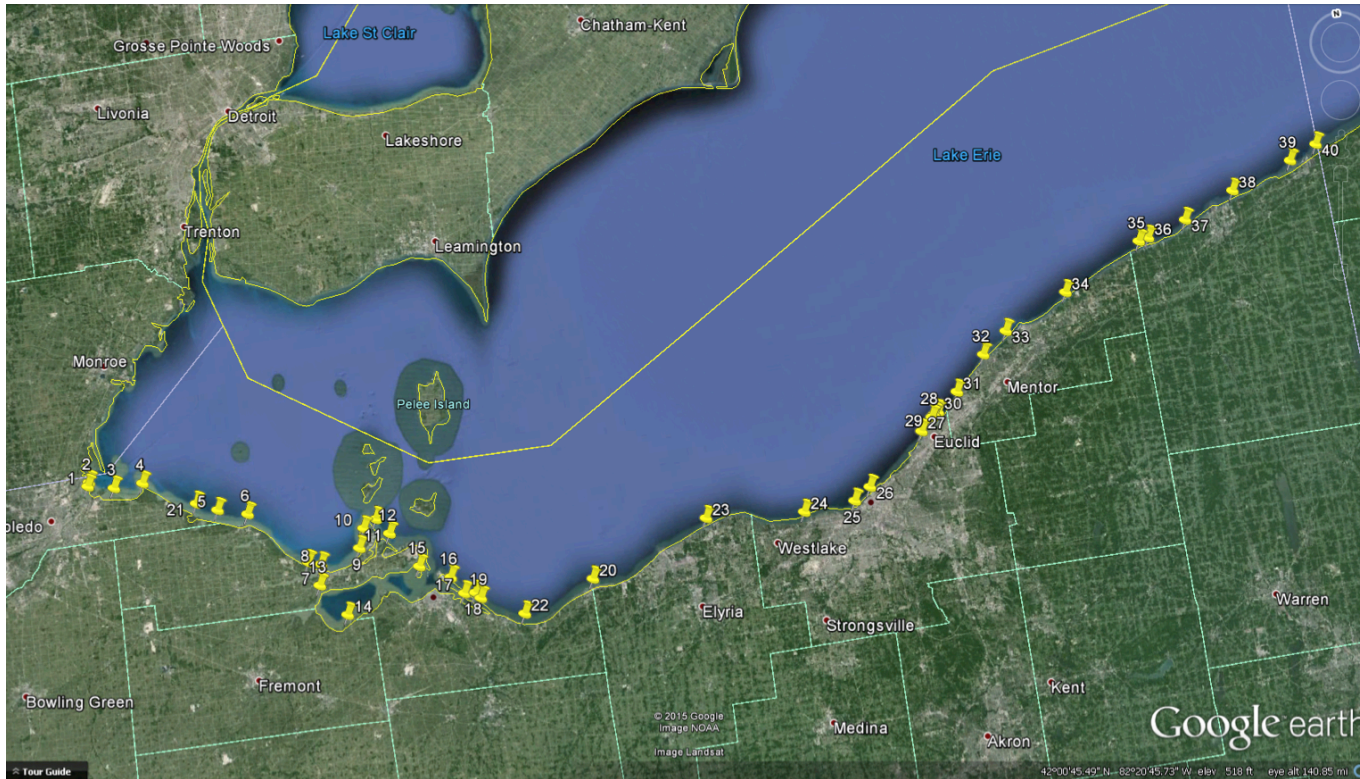 Lake St Clair
Chatham-Kent
Grosse Pointe Woods
N
Livonia
Detroit
Lakeshore
Lake Erie
39
40
38
35
36
37
Trenton
Leamington
34
33
32
Monroe
31
Mentor
28
30
Pelee Island
29
27
Euclid
2
3
4
1
26
21
5
6
25
oledo
10
12
23
24
11
Westlake
8
9
15
13
16
7
19
20
17
18
14
22
Elyria
Strongsville
Warren
Bowling Green
Fremont
Kent
© 2015 Google
Image NOAA
Image Landsat
Medina
Akron
Google earth
Tour Guide
42°00'45.49" N 82°20'45.73" W elev 518 ft eye alt 140.85 mi